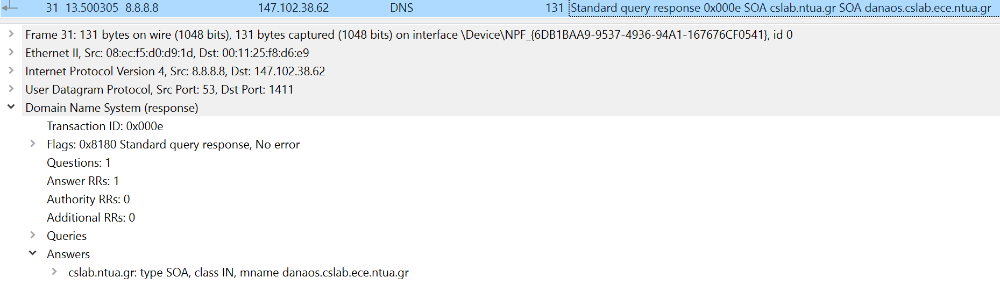 31 13.500305 8.8.8.8 147.102.38.62 DNS 131 Standard query response 0x000e SOA cslab.ntua.gr SOA danaos.cslab.ece.ntua.gr
Frame 31: 131 bytes on wire (1048 bits), 131 bytes captured (1048 bits) on interface \Device\NPF_{6DB1BAA9-9537-4936-94A1-167676CF0541}, id 0
Ethernet II, Src: 08:ec:f5:d0:d9:1d, Dst: 00:11:25:f8:d6:e9
Internet Protocol Version 4, Src: 8.8.8.8, Dst: 147.102.38.62
User Datagram Protocol, Src Port: 53, Dst Port: 1411
Domain Name System (response)
Transaction ID: 0x000e
Flags: 0x8180 Standard query response, No error
Questions: 1
Answer RRs: 1
Authority RRs: 0
Additional RRs: 0
Queries
Answers
cslab.ntua.gr: type SOA, class IN, mname danaos.cslab.ece.ntua.gr